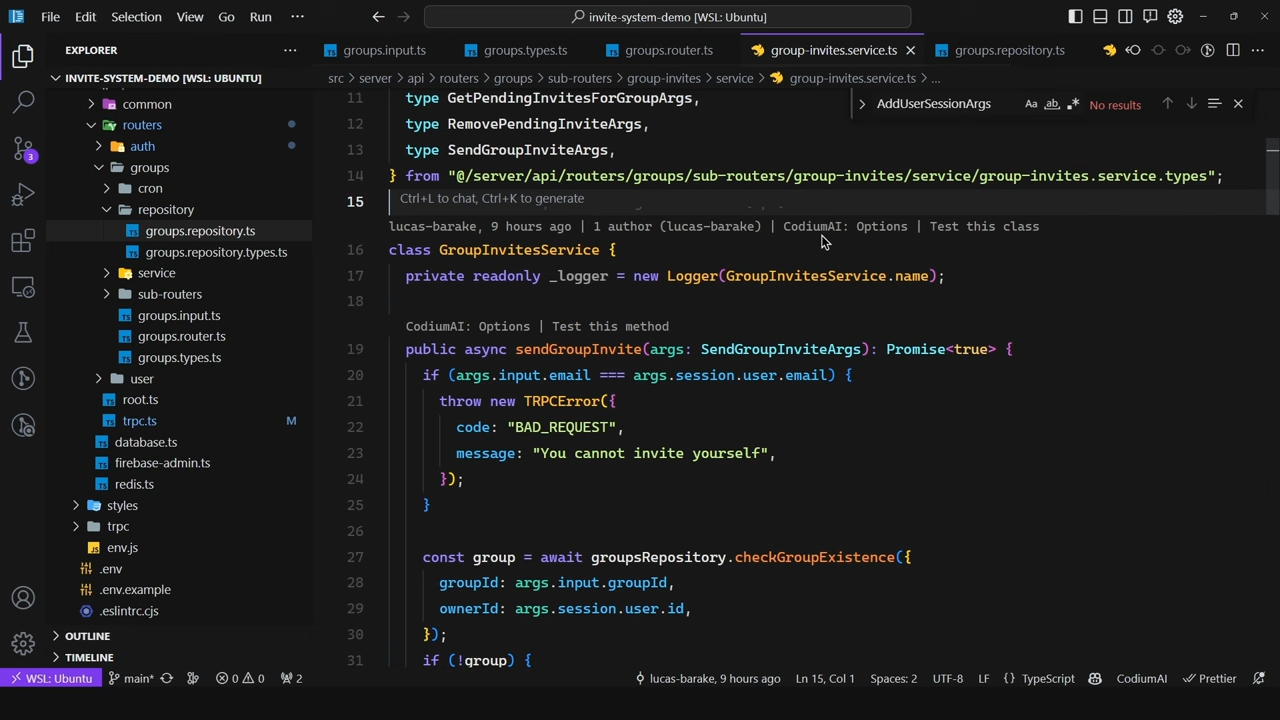 File Edit Selection View Go Run ···
invite-system-demo [WSL: Ubuntu]
EXPLORER
groups.input.ts groups.types.ts groups.router.ts group-invites.service.ts groups.repository.ts
INVITE-SYSTEM-DEMO [WSL: UBUNTU]
src > server > api > routers > groups > sub-routers > group-invites > service > group-invites.service.ts > ...
AddUserSessionArgs Aa ab No results
common
routers
auth
groups
cron
repository
groups.repository.ts
groups.repository.types.ts
service
sub-routers
groups.input.ts
groups.router.ts
groups.types.ts
user
root.ts
trpc.ts M
database.ts
firebase-admin.ts
redis.ts
styles
trpc
env.js
.env
.env.example
.eslintrc.cjs
OUTLINE
TIMELINE
11 type GetPendingInvitesForGroupArgs,
12 type RemovePendingInviteArgs,
13 type SendGroupInviteArgs,
14 } from "@/server/api/routers/groups/sub-routers/group-invites/service/group-invites.service.types";
15 Ctrl+L to chat, Ctrl+K to generate
lucas-barake, 9 hours ago | 1 author (lucas-barake) | CodiumAI: Options | Test this class
16 class GroupInvitesService {
17 private readonly _logger = new Logger(GroupInvitesService.name);
18
CodiumAI: Options | Test this method
19 public async sendGroupInvite(args: SendGroupInviteArgs): Promise<true> {
20 if (args.input.email === args.session.user.email) {
21 throw new TRPCError({
22 code: "BAD_REQUEST",
23 message: "You cannot invite yourself",
24 });
25 }
26
27 const group = await groupsRepository.checkGroupExistence({
28 groupId: args.input.groupId,
29 ownerId: args.session.user.id,
30 });
31 if (!group) {
3
WSL: Ubuntu main* 0 0 2 lucas-barake, 9 hours ago Ln 15, Col 1 Spaces: 2 UTF-8 LF {} TypeScript CodiumAI Prettier